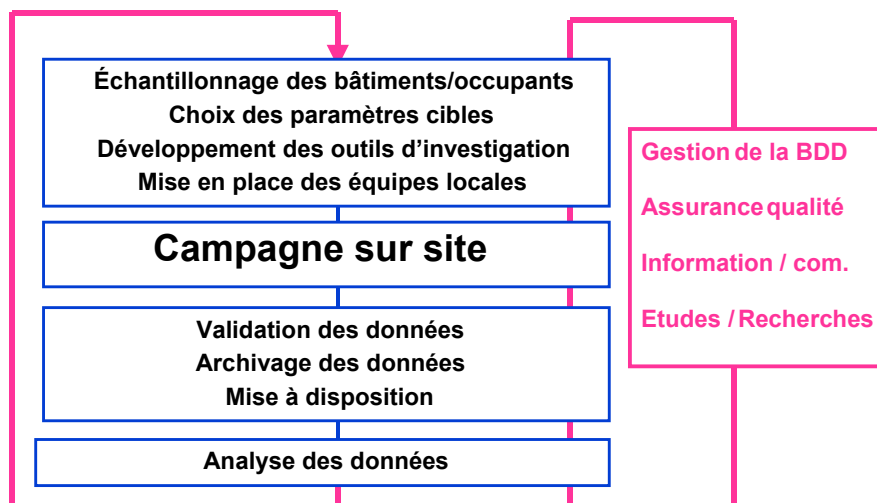 Échantillonnage des bâtiments/occupants
Choix des paramètres cibles
Développement des outils d’investigation
Mise en place des équipes locales
Campagne sur site
Validation des données
Archivage des données
Mise à disposition
Analyse des données
Gestion de la BDD
Assurance qualité
Information / com.
Etudes / Recherches